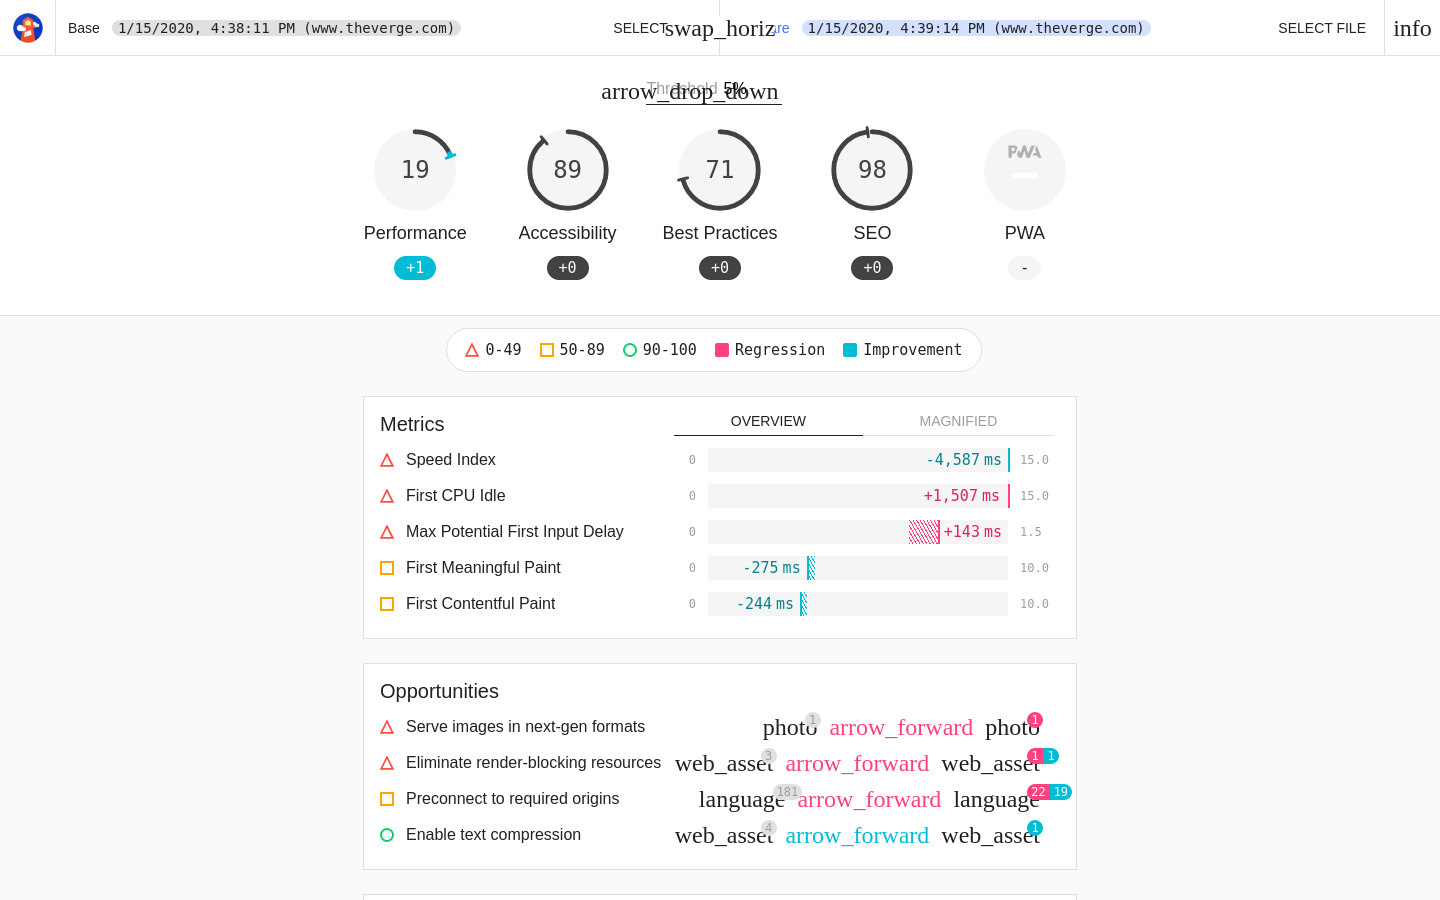 Base 1/15/2020, 4:38:11 PM (www.theverge.com) SELECT swap_horiz 1/15/2020, 4:39:14 PM (www.theverge.com) SELECT FILE info
Threshold 5%
arrow_drop_down
19 89 71 98 PWA
Performance Accessibility Best Practices SEO PWA
+1 +0 +0 +0 -
0-49 50-89 90-100 Regression Improvement
Metrics OVERVIEW MAGNIFIED
Speed Index 0 -4,587 ms 15.0
First CPU Idle 0 +1,507 ms 15.0
Max Potential First Input Delay 0 +143 ms 1.5
First Meaningful Paint 0 -275 ms 10.0
First Contentful Paint 0 -244 ms 10.0
Opportunities
Serve images in next-gen formats photo 1 arrow_forward photo 1
Eliminate render-blocking resources web_asset 3 arrow_forward web_asset 1 1
Preconnect to required origins language 181 arrow_forward language 22 19
Enable text compression web_asset 4 arrow_forward web_asset 1